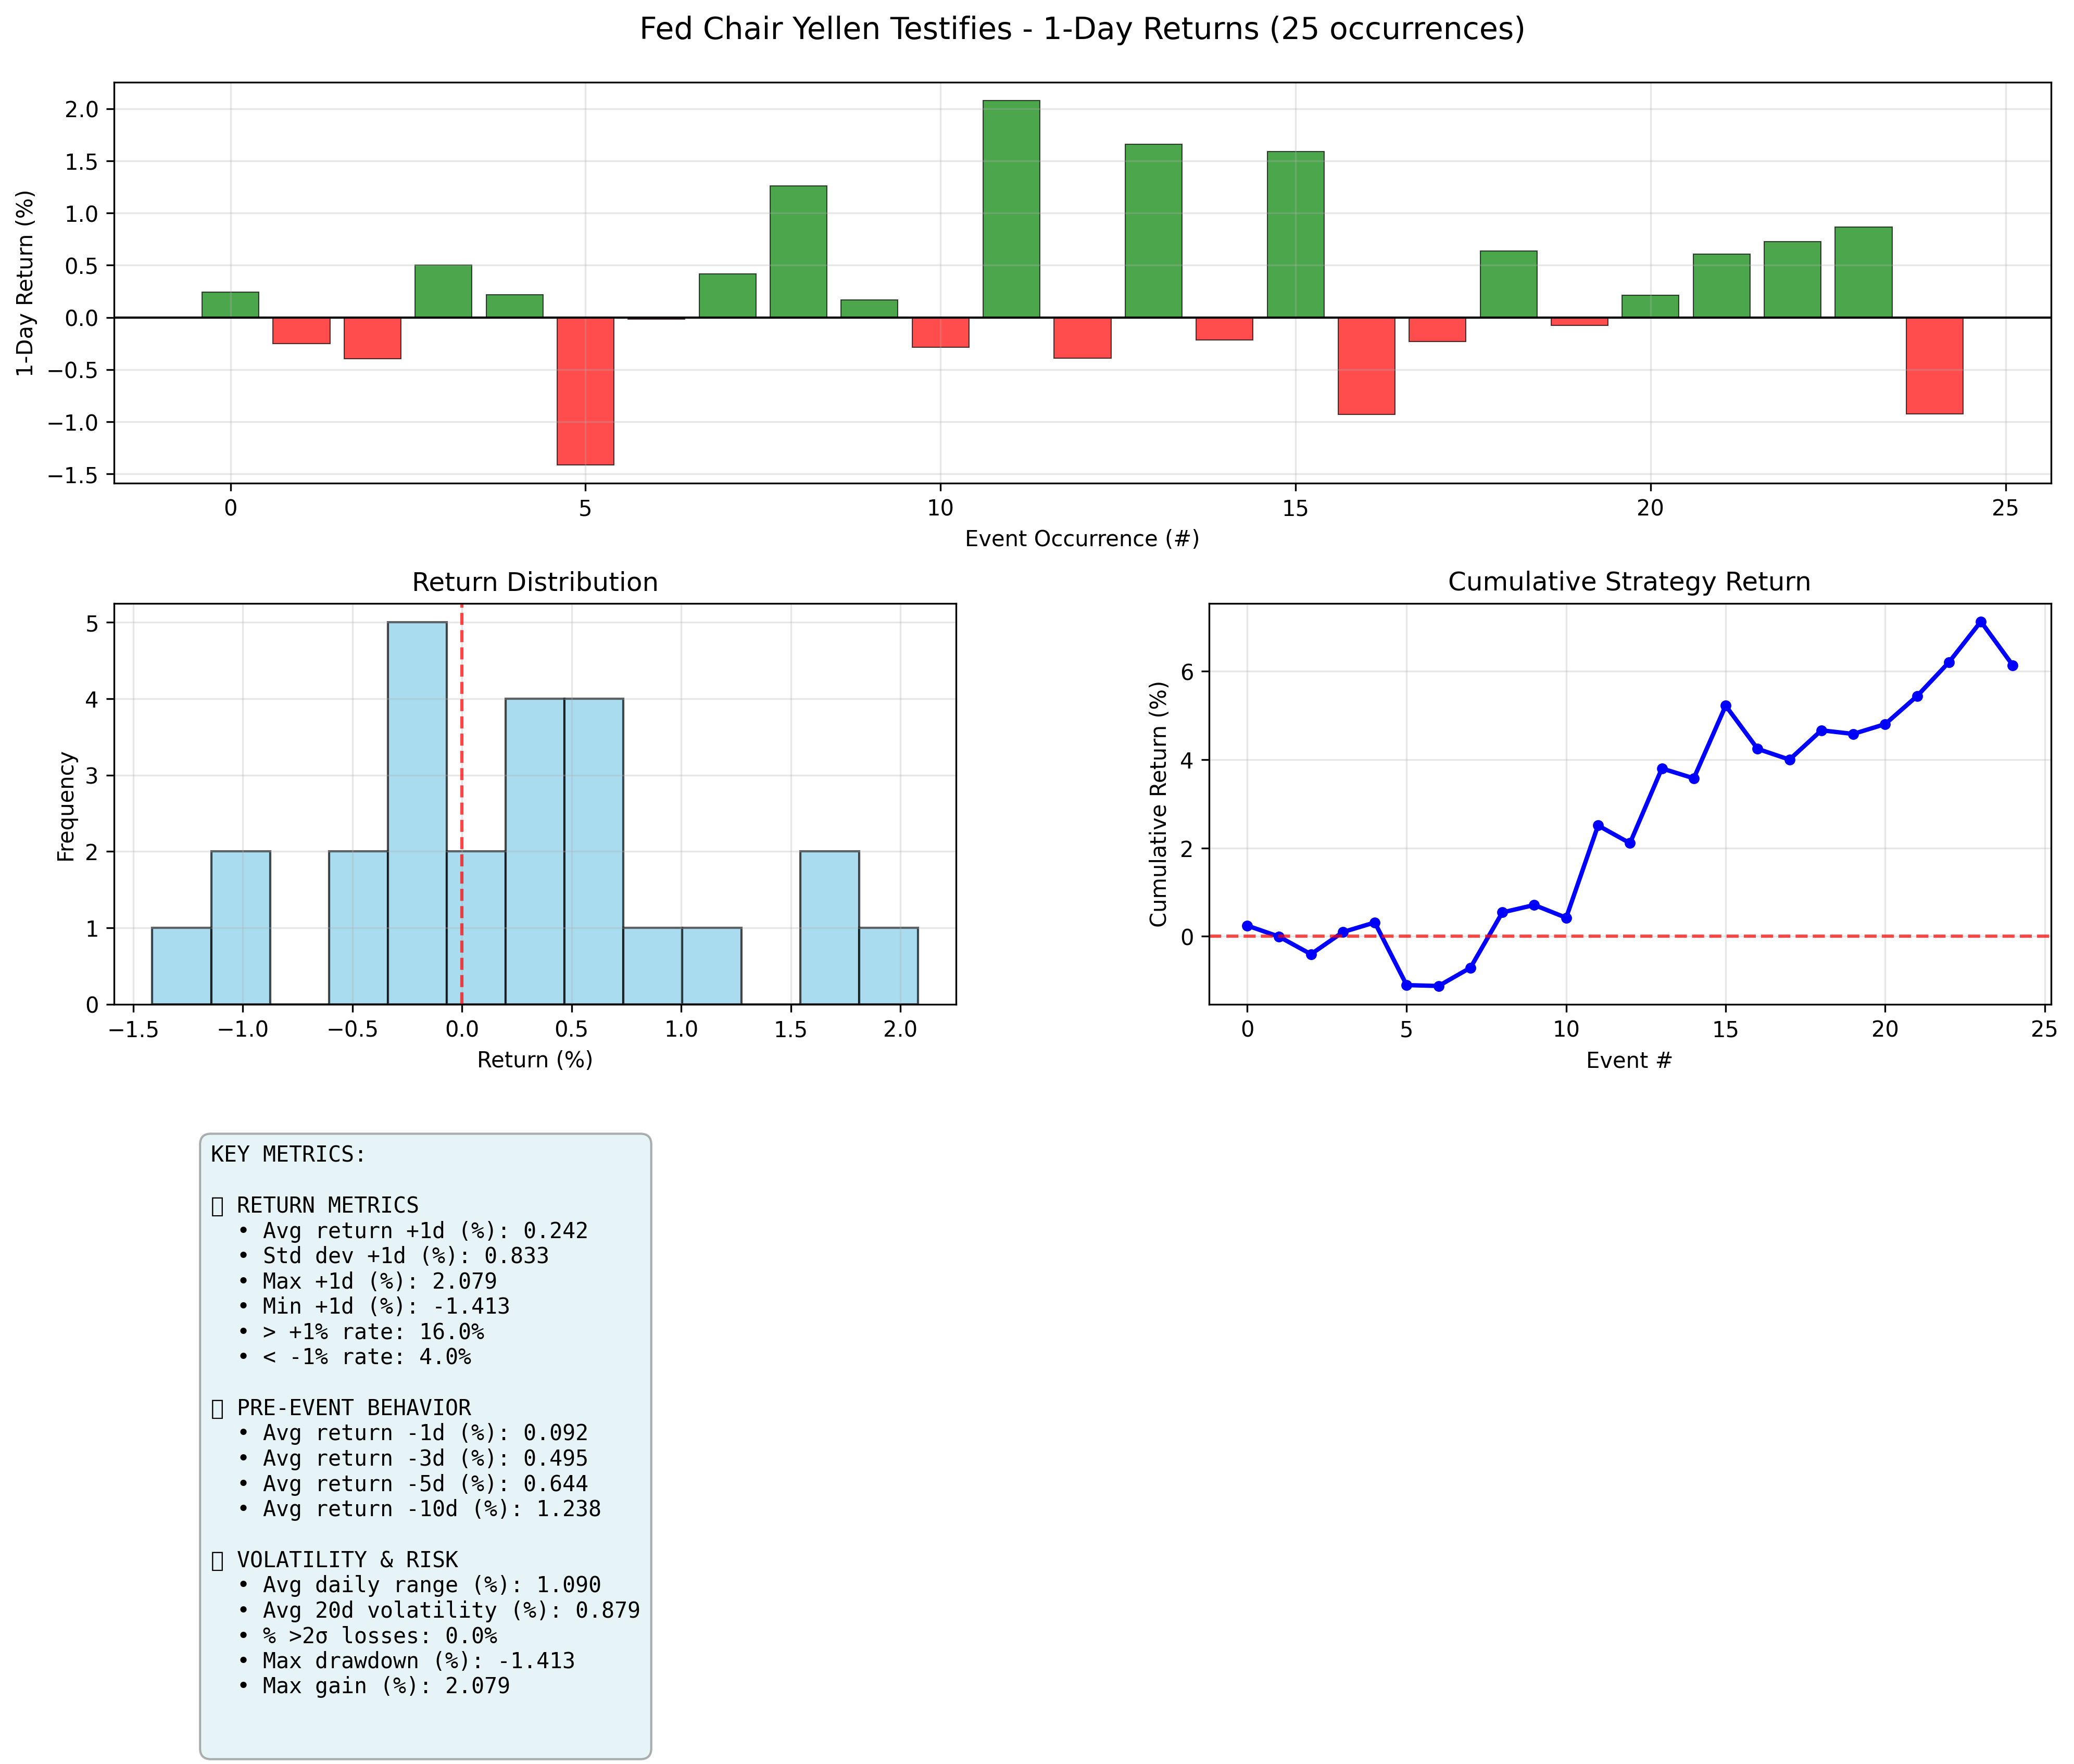 Fed Chair Yellen Testifies - 1-Day Returns (25 occurrences)
1-Day Return (%)
2.0
1.5
1.0
0.5
0.0
−0.5
−1.0
−1.5
0 5 10 15 20 25
Event Occurrence (#)
Return Distribution
Frequency
5
4
3
2
1
0
−1.5 −1.0 −0.5 0.0 0.5 1.0 1.5 2.0
Return (%)
Cumulative Strategy Return
Cumulative Return (%)
6
4
2
0
0 5 10 15 20 25
Event #
KEY METRICS:
RETURN METRICS
• Avg return +1d (%): 0.242
• Std dev +1d (%): 0.833
• Max +1d (%): 2.079
• Min +1d (%): -1.413
• > +1% rate: 16.0%
• < -1% rate: 4.0%
PRE-EVENT BEHAVIOR
• Avg return -1d (%): 0.092
• Avg return -3d (%): 0.495
• Avg return -5d (%): 0.644
• Avg return -10d (%): 1.238
VOLATILITY & RISK
• Avg daily range (%): 1.090
• Avg 20d volatility (%): 0.879
• % >2σ losses: 0.0%
• Max drawdown (%): -1.413
• Max gain (%): 2.079